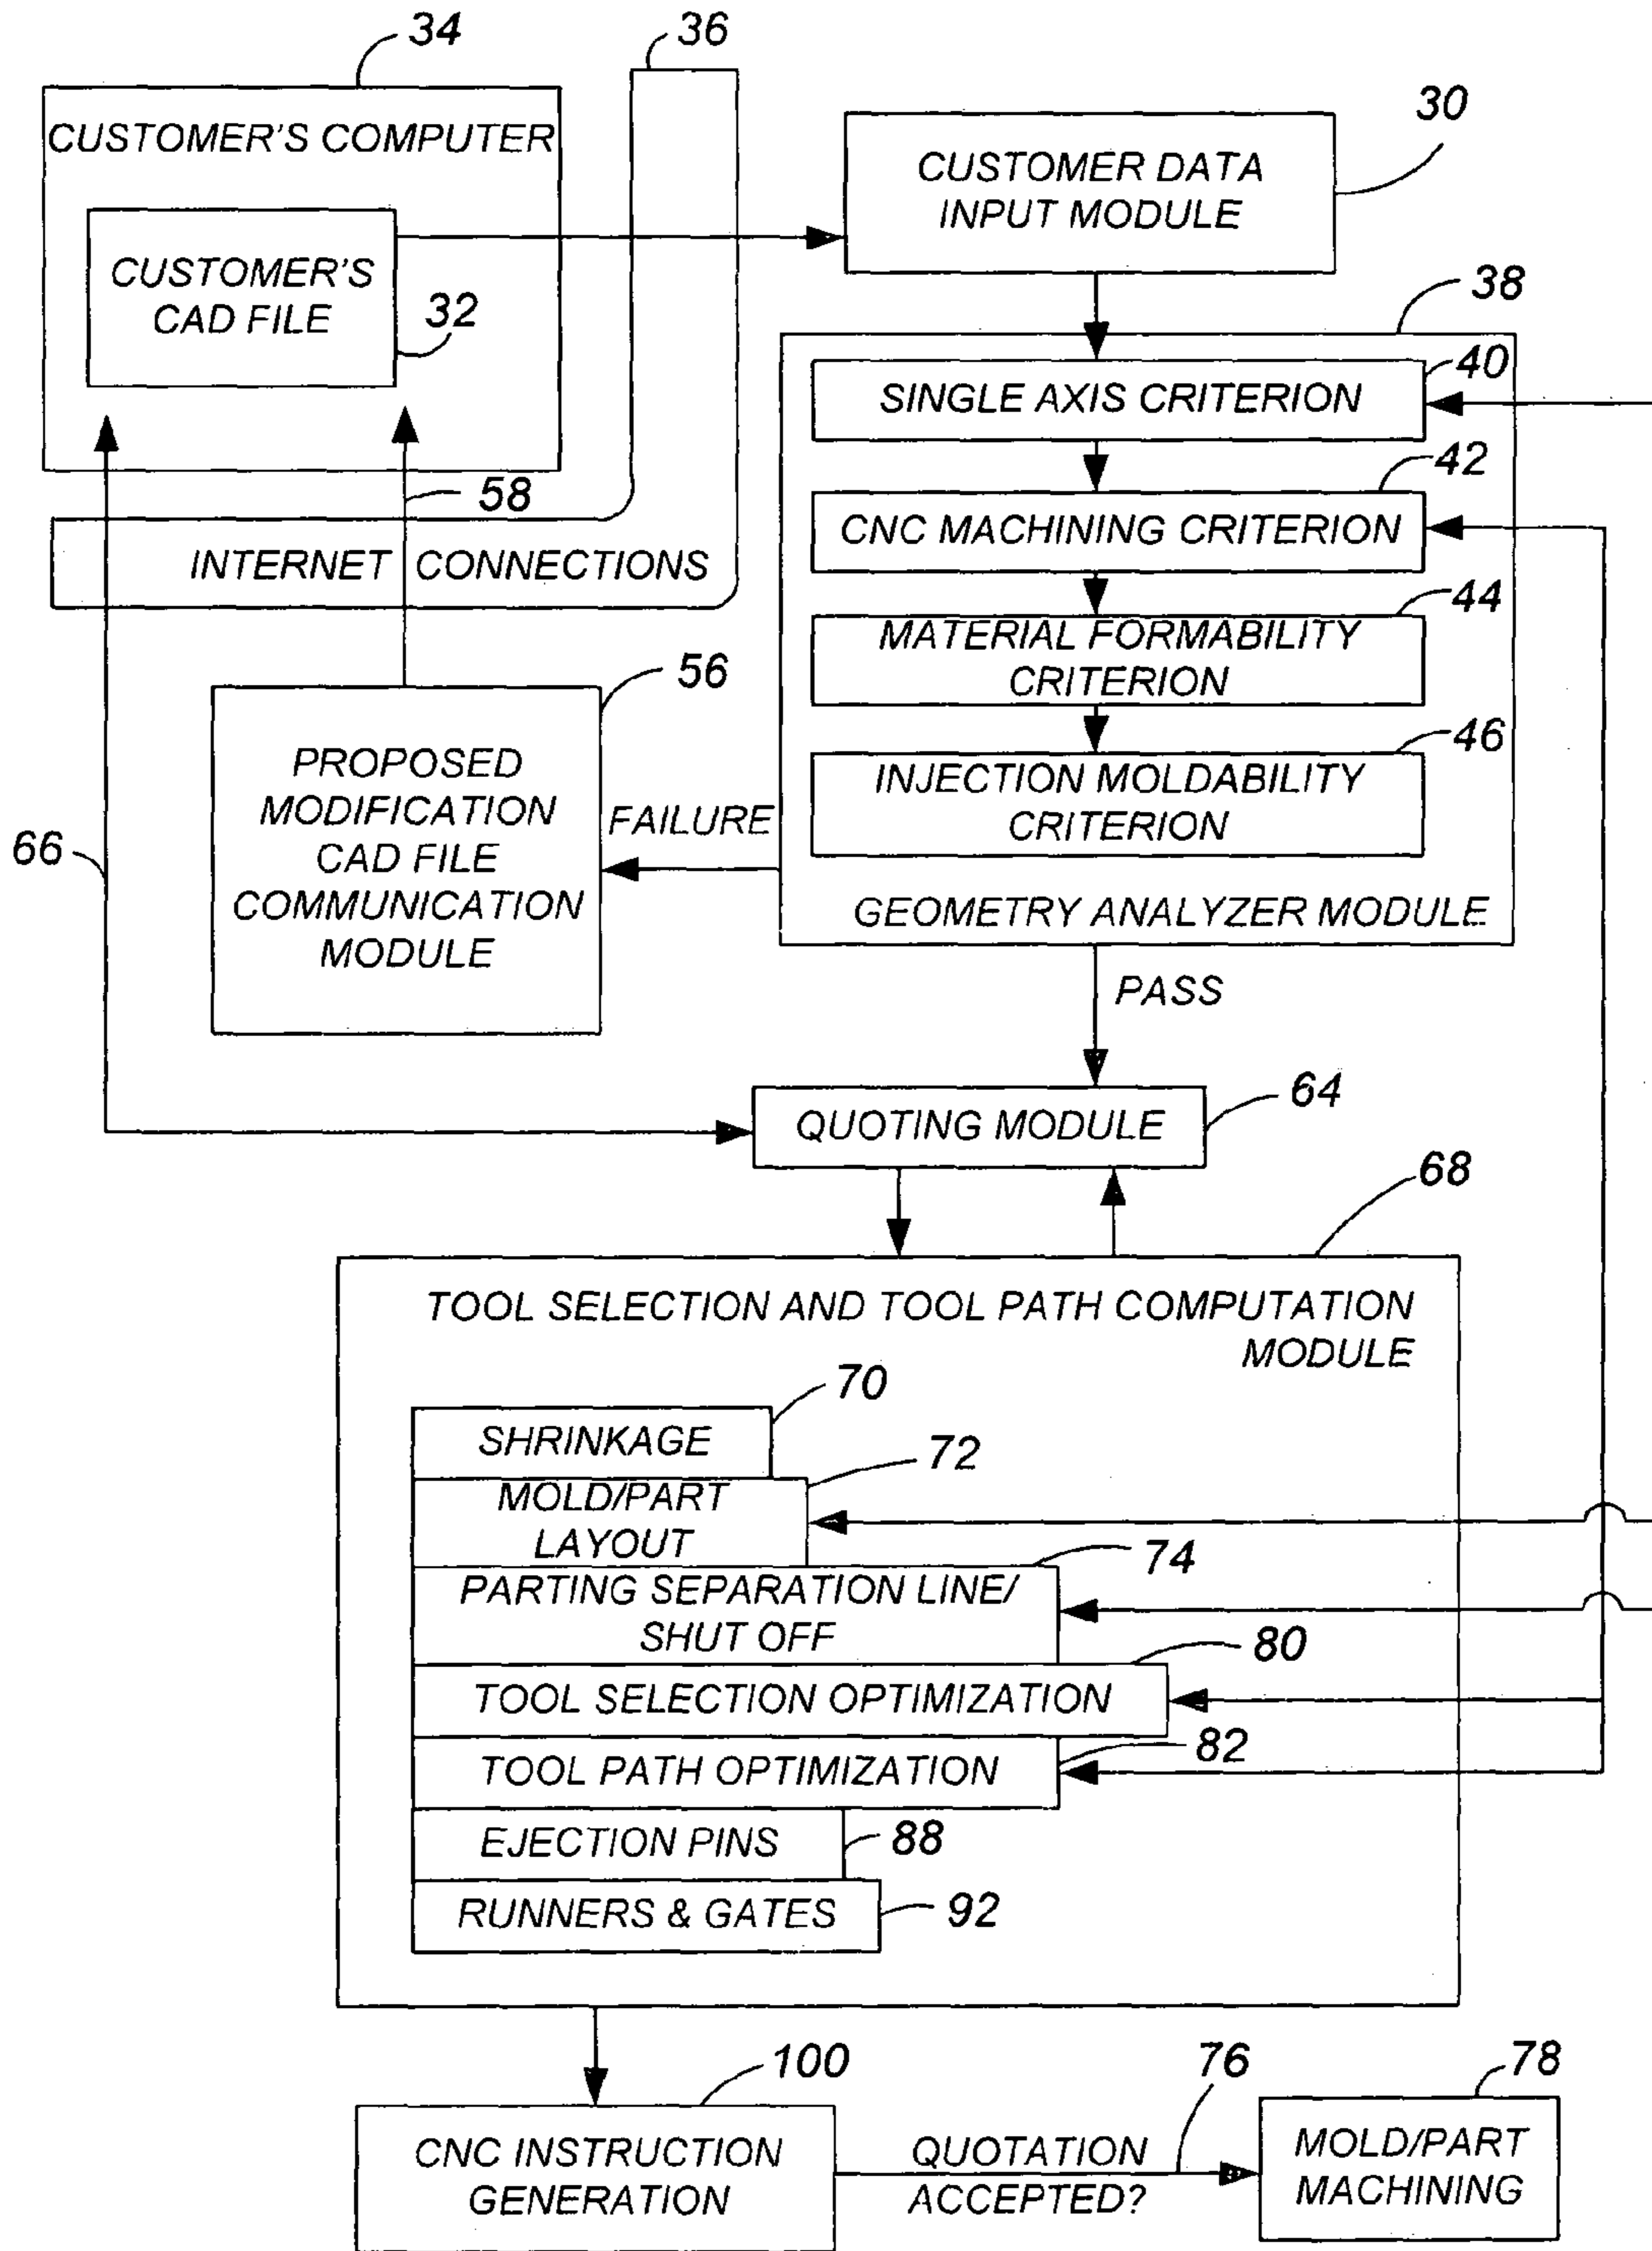 34
36
30
CUSTOMER'S COMPUTER
CUSTOMER DATA
INPUT MODULE
CUSTOMER'S
CAD FILE
32
38
40
SINGLE AXIS CRITERION
42
58
CNC MACHINING CRITERION
INTERNET CONNECTIONS
44
MATERIAL FORMABILITY
CRITERION
56
46
PROPOSED
MODIFICATION
CAD FILE
COMMUNICATION
MODULE
INJECTION MOLDABILITY
CRITERION
FAILURE
66
GEOMETRY ANALYZER MODULE
PASS
64
QUOTING MODULE
68
TOOL SELECTION AND TOOL PATH COMPUTATION
MODULE
70
SHRINKAGE
72
MOLD/PART
LAYOUT
74
PARTING SEPARATION LINE/
SHUT OFF
80
TOOL SELECTION OPTIMIZATION
82
TOOL PATH OPTIMIZATION
EJECTION PINS
88
RUNNERS & GATES
92
100
76
78
CNC INSTRUCTION
GENERATION
QUOTATION
ACCEPTED?
MOLD/PART
MACHINING